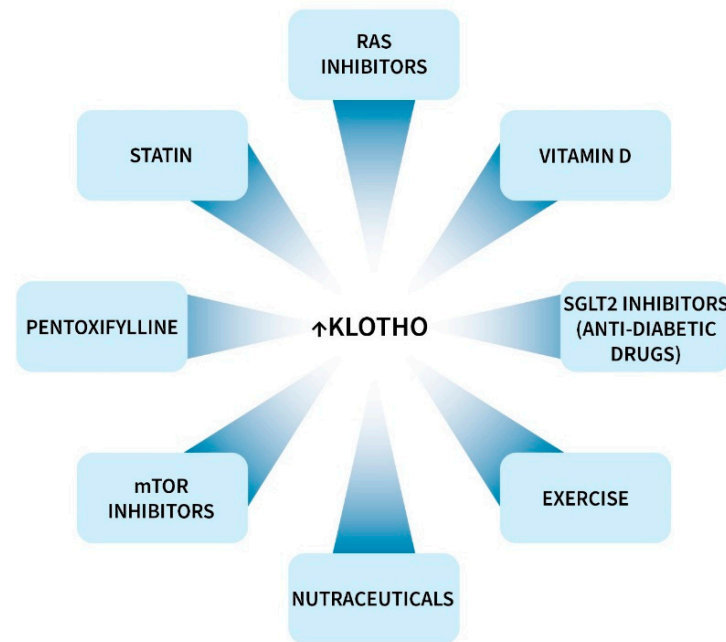 RAS
INHIBITORS
STATIN
VITAMIN D
PENTOXIFYLLINE
↑KLOTHO
SGLT2 INHIBITORS
(ANTI-DIABETIC
DRUGS)
mTOR
INHIBITORS
EXERCISE
NUTRACEUTICALS